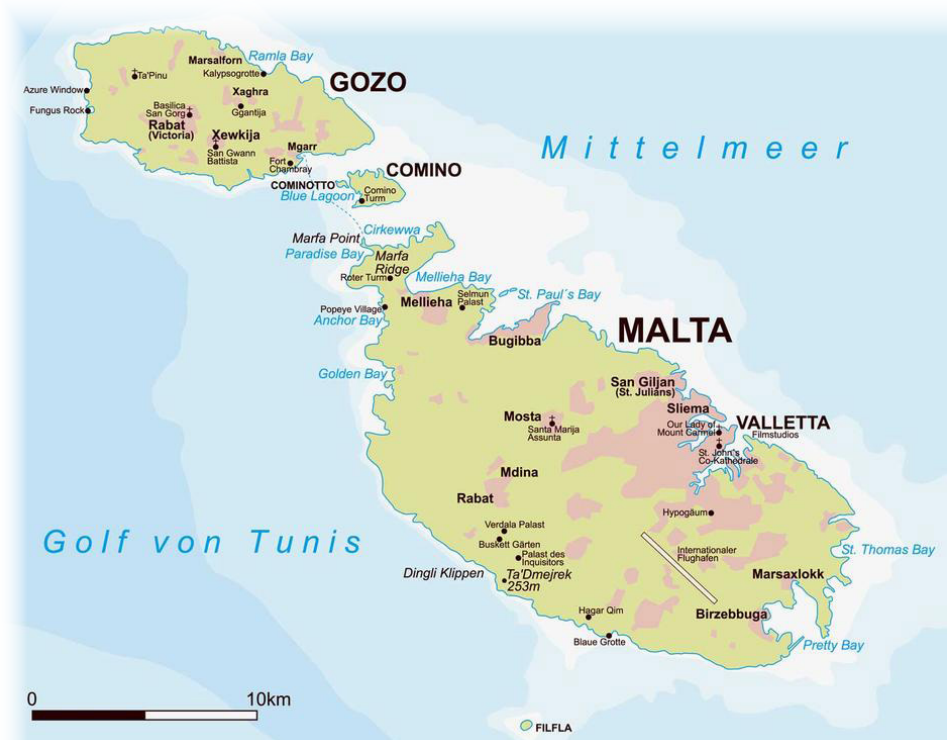 Marsalforn
Ramla Bay
Kalypsogrotte
Ta'Pinu
GOZO
Azure Window
Xaghra
Fungus Rock
Basilica
San Gorg
Ggantija
Rabat
(Victoria)
Xewkija
San Gwann
Battista
Mgarr
Fort
Chambray
COMINO
COMINOTTO
Blue Lagoon
Comino
Turm
Mittelmeer
Cirkewwa
Marfa Point
Paradise Bay
Marfa
Ridge
Roter Turm
Mellieha Bay
Mellieha
Selmun
Palast
St. Paul´s Bay
Popeye Village
Anchor Bay
Bugibba
MALTA
Golden Bay
San Giljan
(St. Julians)
Sliema
Mosta
Santa Marija
Assunta
VALLETTA
Our Lady of
Mount Carmel
Filmstudios
St. John's
Co-Kathedrale
Mdina
Rabat
Hypogäum
Verdala Palast
Buskett Gärten
Palast des
Inquisitors
Golf von Tunis
Dingli Klippen
Ta'Dmejrek
253m
Internationaler
Flughafen
St. Thomas Bay
Marsaxlokk
Hagar Qim
Birzebbuga
Blaue Grotte
Pretty Bay
0
10km
FILFLA